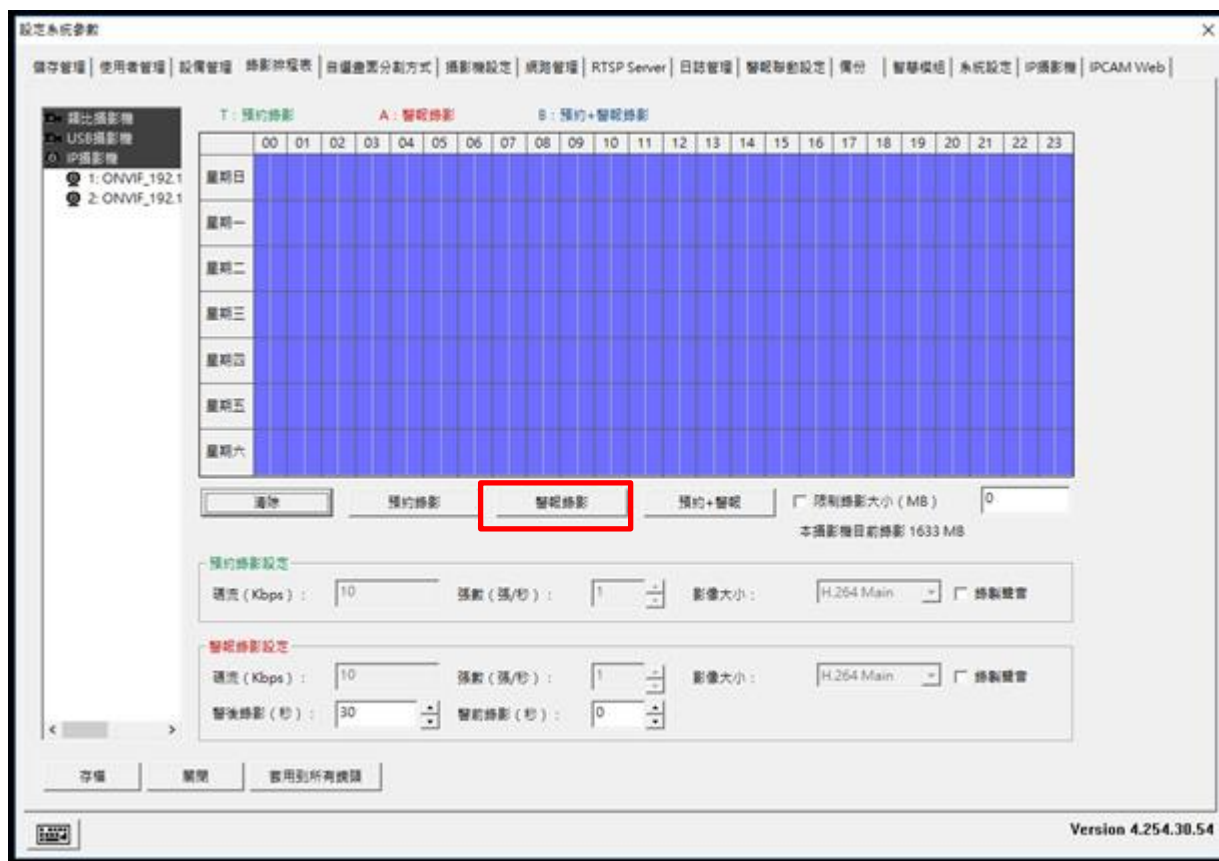 設定系統參數
儲存管理 使用者管理 設備管理 錄影排程表 自選畫面分割方式 攝影機設定 網路管理 RTSP Server 日誌管理 警報聯動設定 備份 智慧模組 系統設定 IP攝影機 IPCAM Web
類比攝影機
USB攝影機
IP攝影機
1: ONVIF_192.1
2: ONVIF_192.1
T : 預約錄影 A : 警報錄影 B : 預約+警報錄影
00 01 02 03 04 05 06 07 08 09 10 11 12 13 14 15 16 17 18 19 20 21 22 23
星期日
星期一
星期二
星期三
星期四
星期五
星期六
清除 預約錄影 警報錄影 預約+警報 限制錄影大小 ( MB ) 0
本攝影機目前錄影 1633 MB
預約錄影設定
碼流 ( Kbps ) : 10 張數 ( 張/秒 ) : 1 影像大小 : H.264 Main 錄製聲音
警報錄影設定
碼流 ( Kbps ) : 10 張數 ( 張/秒 ) : 1 影像大小 : H.264 Main 錄製聲音
警後錄影 ( 秒 ) : 30 警前錄影 ( 秒 ) : 0
存檔 關閉 套用到所有鏡頭
Version 4.254.30.54